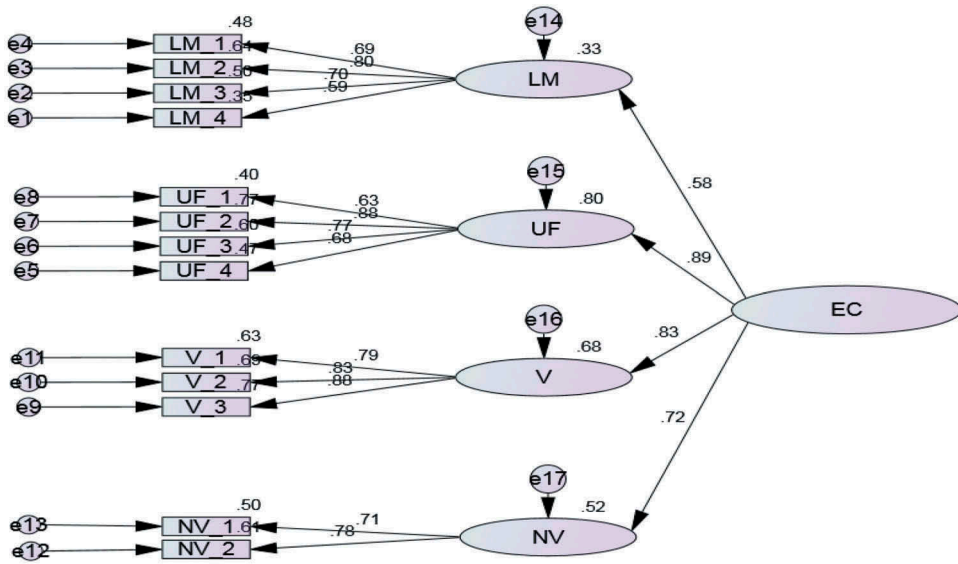 .48
e14
e4
LM_1
.69
.33
.64
.80
e3
LM_2
LM
.50
.70
e2
LM_3
.59
.35
e1
LM_4
.40
e15
.58
e8
UF_1
.63
.80
.77
.88
e7
UF_2
UF
.60
.77
e6
UF_3
.68
.47
.89
e5
UF_4
EC
e16
.63
.83
e11
V_1
.79
.68
.69
.83
e10
V_2
V
.77
.88
e9
V_3
.72
e17
.50
.52
e13
NV_1
.71
.61
.78
NV
e12
NV_2